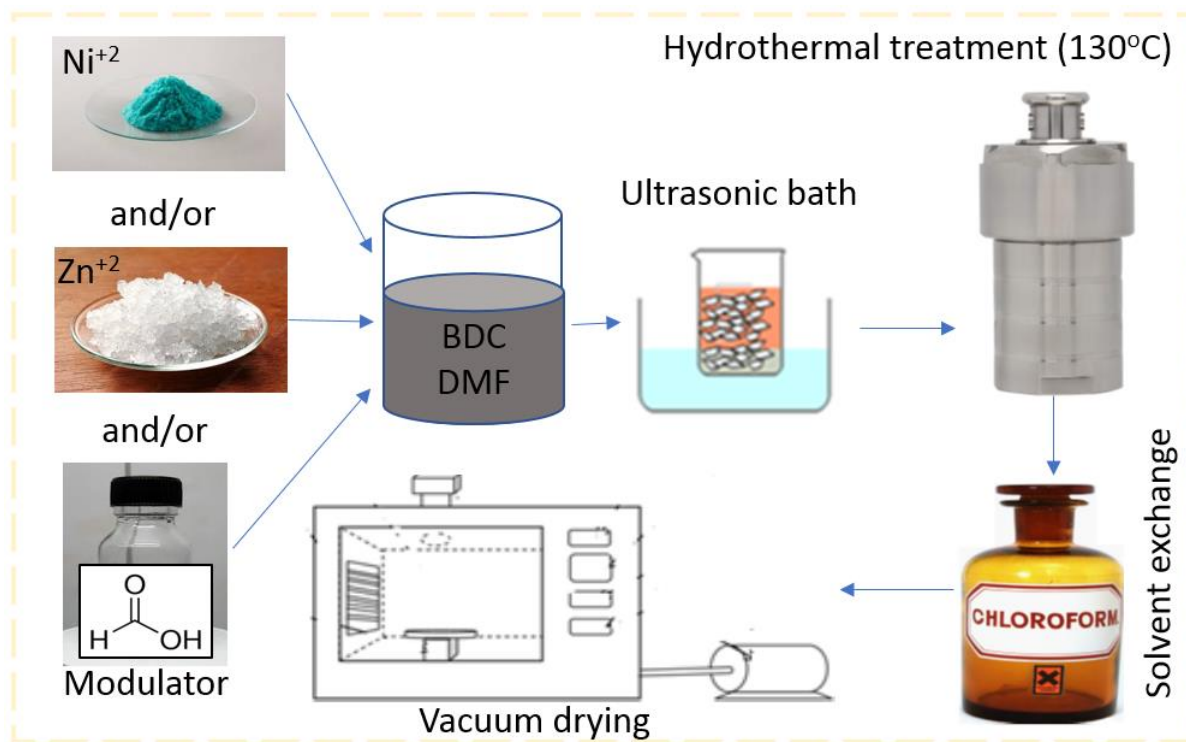 Ni+2
and/or
Zn+2
and/or
O
H
OH
Modulator
BDC
DMF
Ultrasonic bath
Hydrothermal treatment (130oC)
Solvent exchange
CHLOROFORM
Vacuum drying